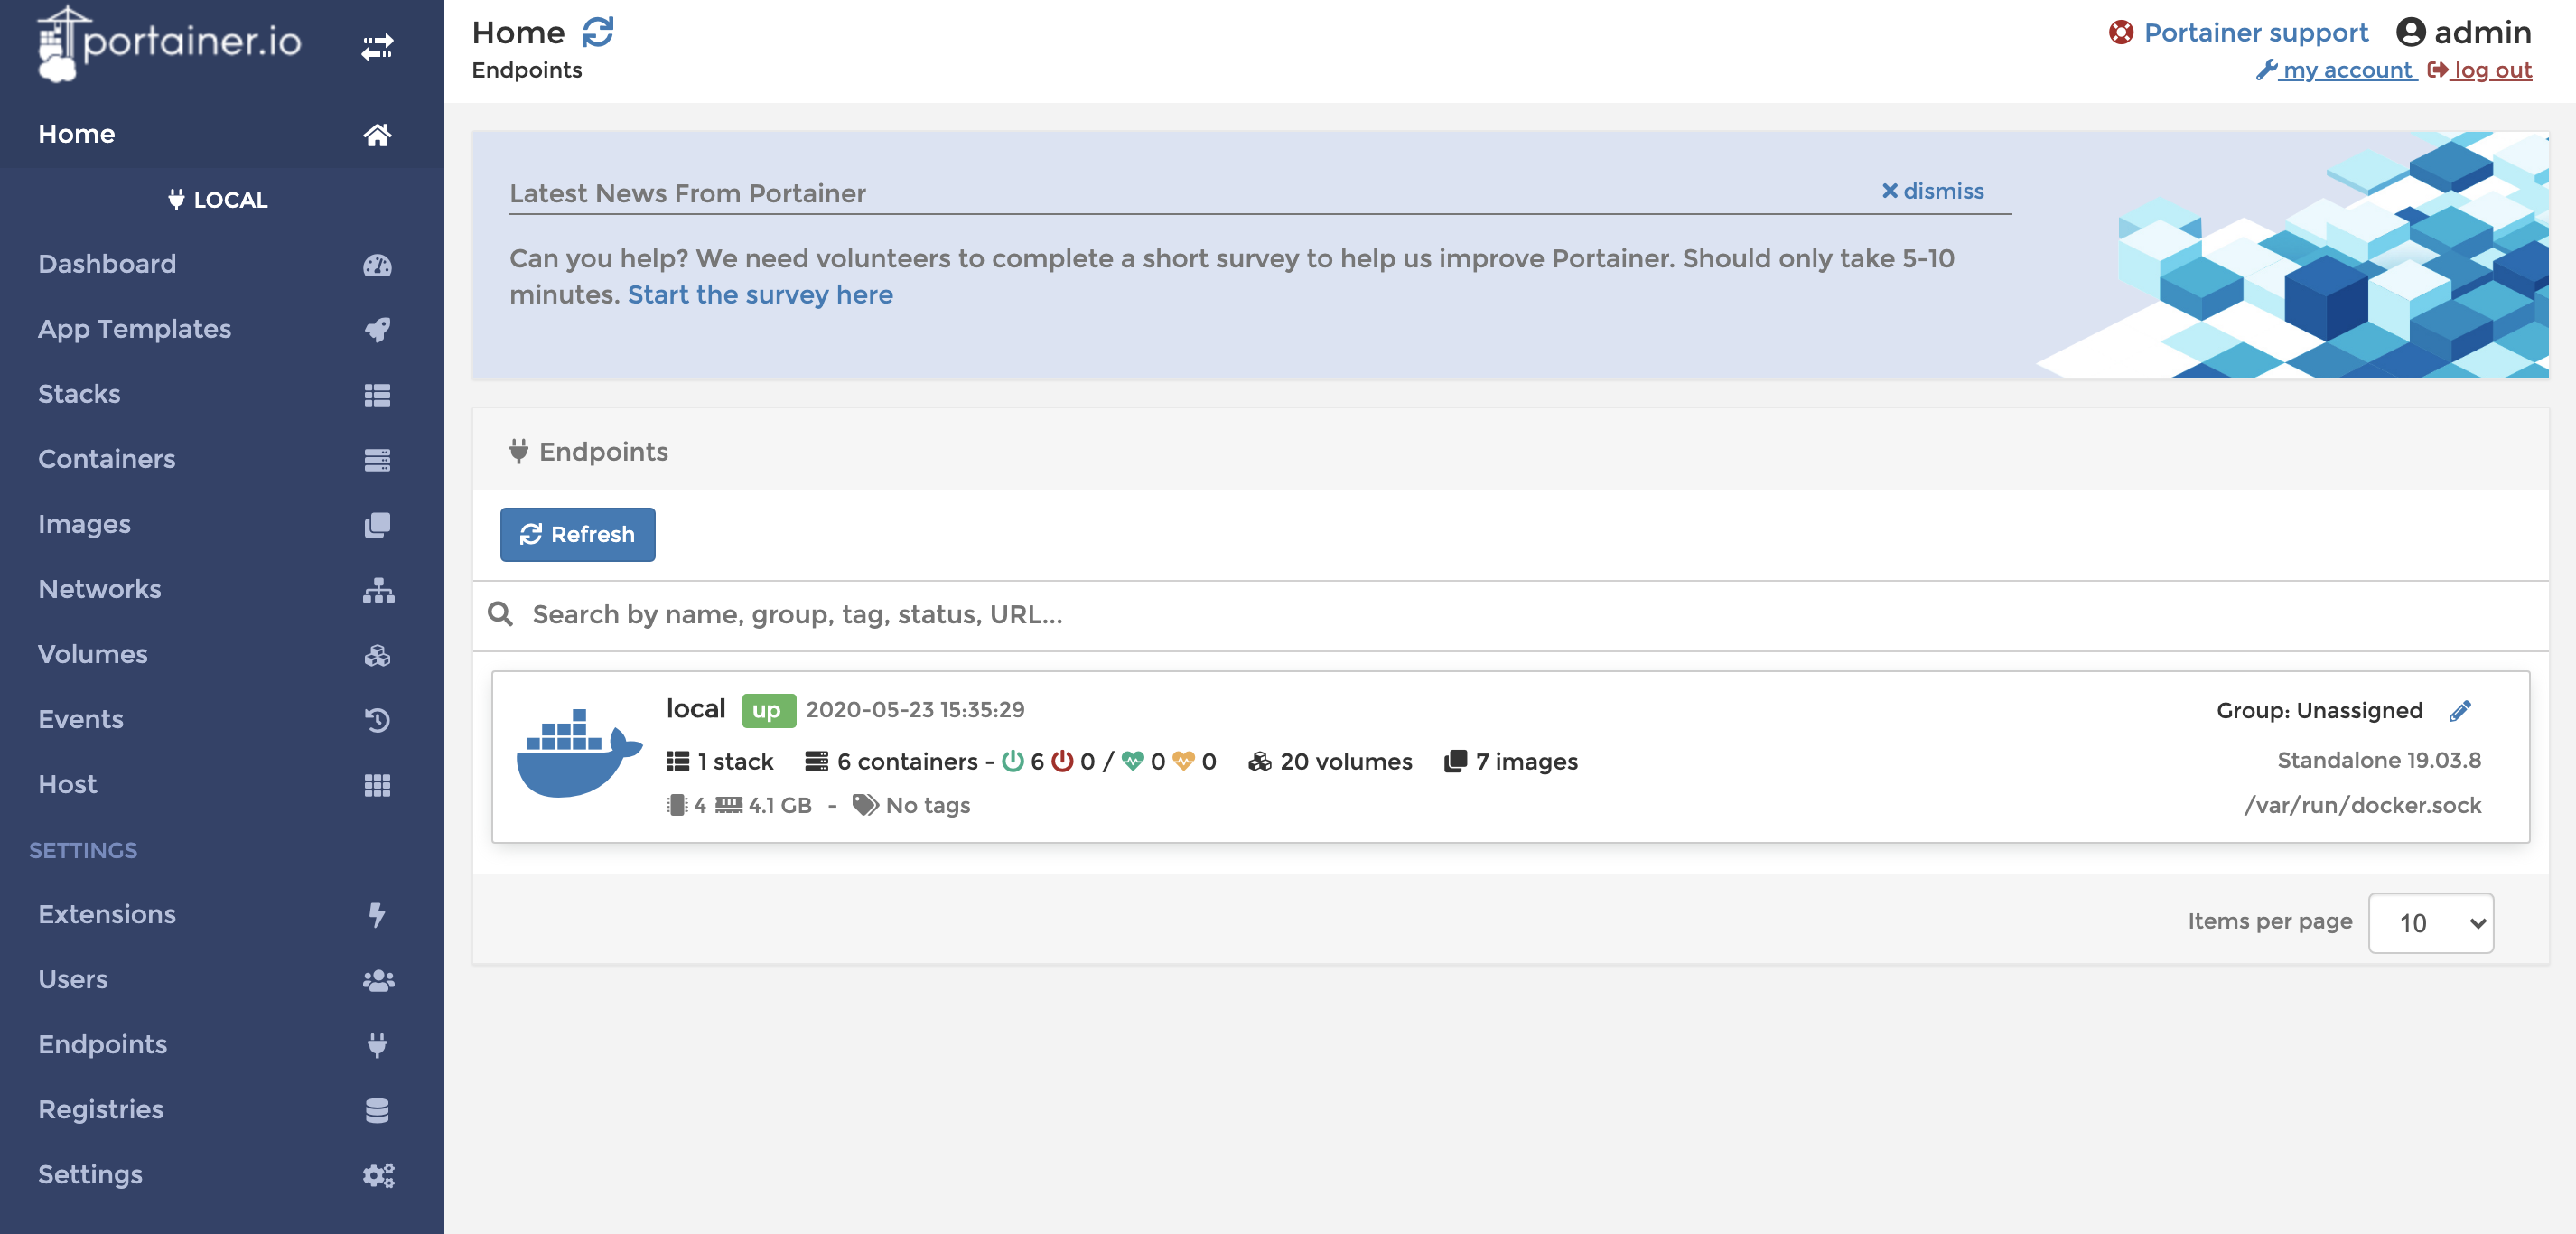 portainer.io
Home
LOCAL
Dashboard
App Templates
Stacks
Containers
Images
Networks
Volumes
Events
Host
SETTINGS
Extensions
Users
Endpoints
Registries
Settings
Home
Endpoints
Portainer support admin
my account log out
Latest News From Portainer dismiss
Can you help? We need volunteers to complete a short survey to help us improve Portainer. Should only take 5-10
minutes. Start the survey here
Endpoints
Refresh
Search by name, group, tag, status, URL...
local up 2020-05-23 15:35:29 Group: Unassigned
1 stack 6 containers - 6 0 / 0 0 20 volumes 7 images Standalone 19.03.8
4 4.1 GB - No tags /var/run/docker.sock
Items per page 10